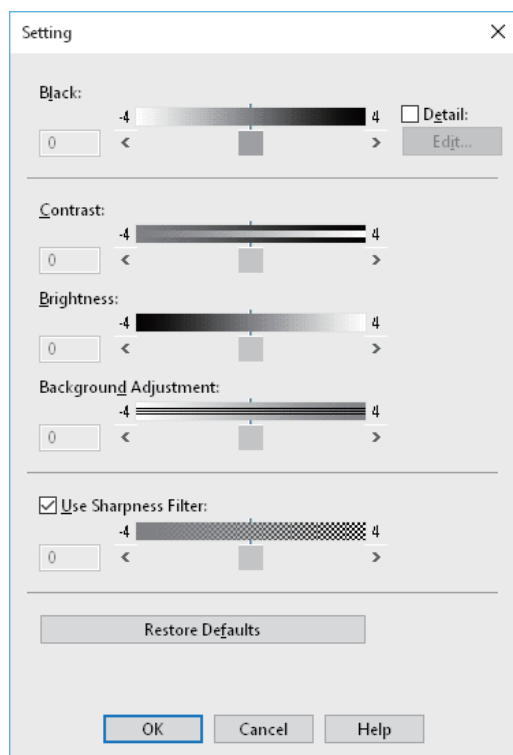 Setting
Black:
-4 4 Detail:
0 Edit...
Contrast:
-4 4
0
Brightness:
-4 4
0
Background Adjustment:
-4 4
0
Use Sharpness Filter:
-4 4
0
Restore Defaults
OK Cancel Help